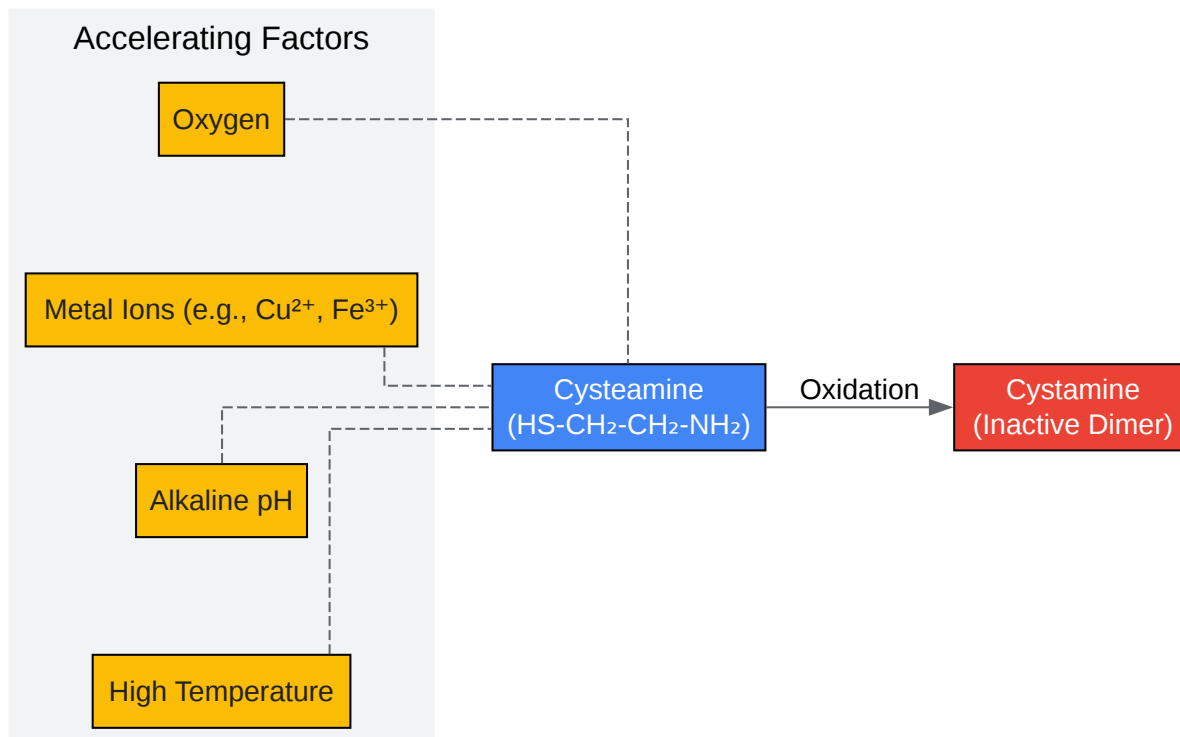 Accelerating Factors
Oxygen
Metal Ions (e.g., Cu²⁺, Fe³⁺)
Cysteamine
(HS-CH₂-CH₂-NH₂)
Oxidation
Cystamine
(Inactive Dimer)
Alkaline pH
High Temperature